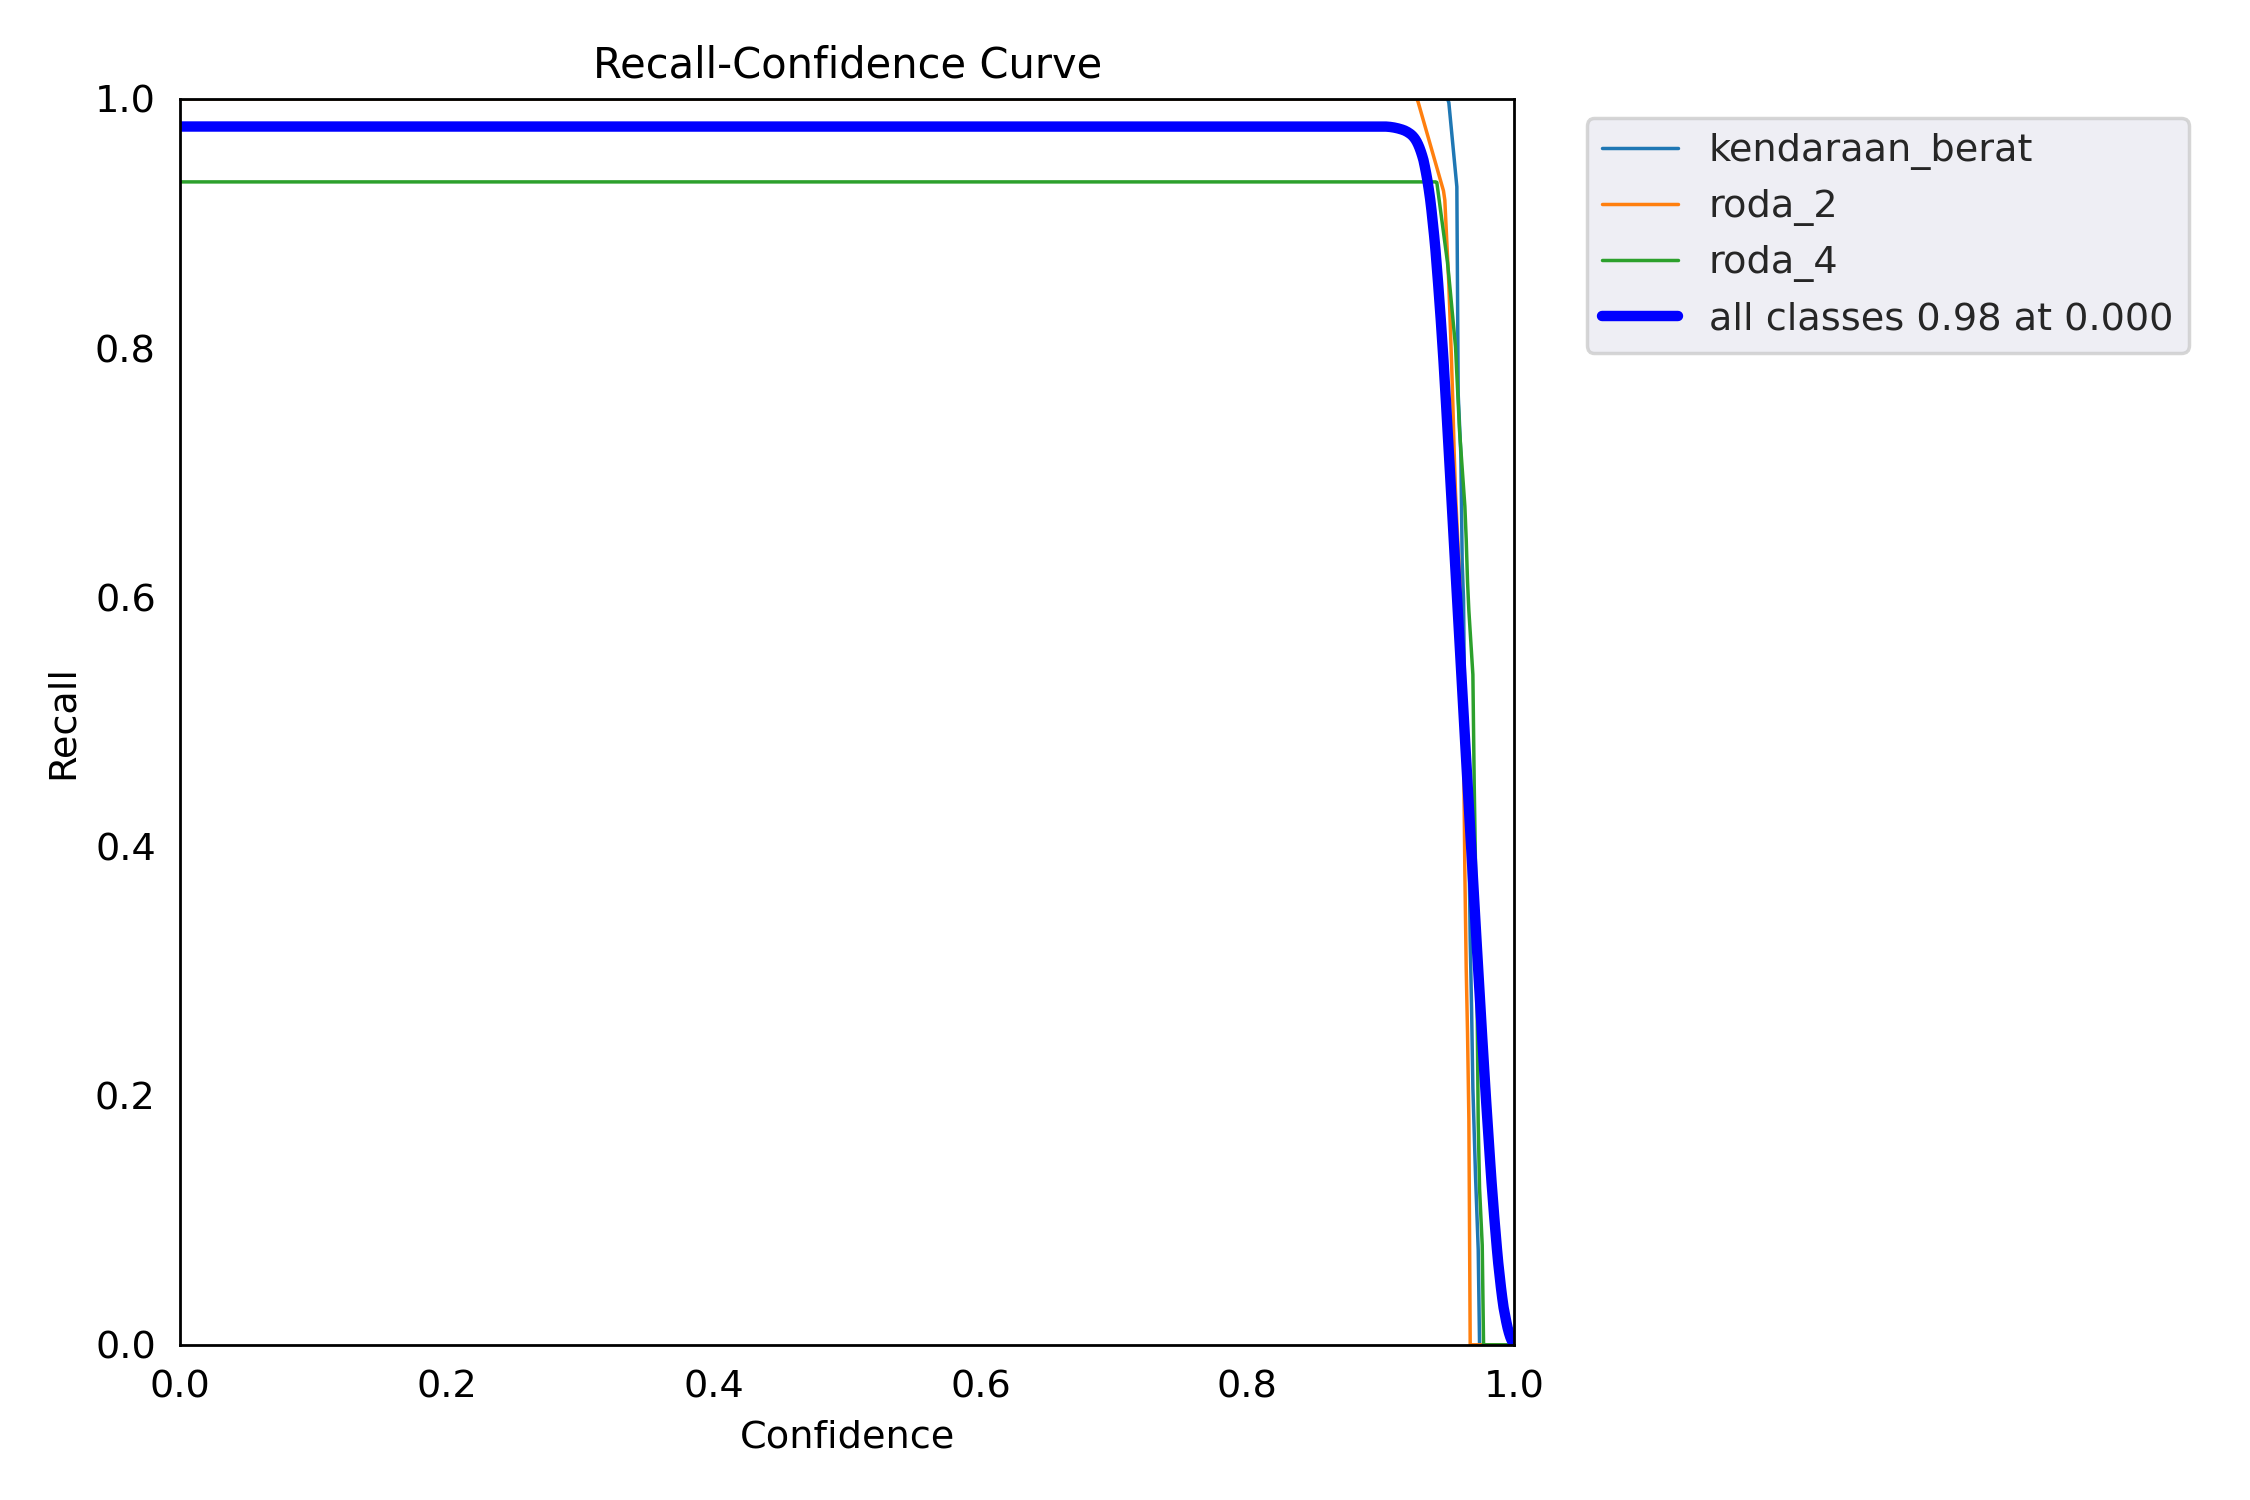 Recall-Confidence Curve
1.0
0.8
0.6
0.4
0.2
0.0
Recall
0.0 0.2 0.4 0.6 0.8 1.0
Confidence
kendaraan_berat
roda_2
roda_4
all classes 0.98 at 0.000